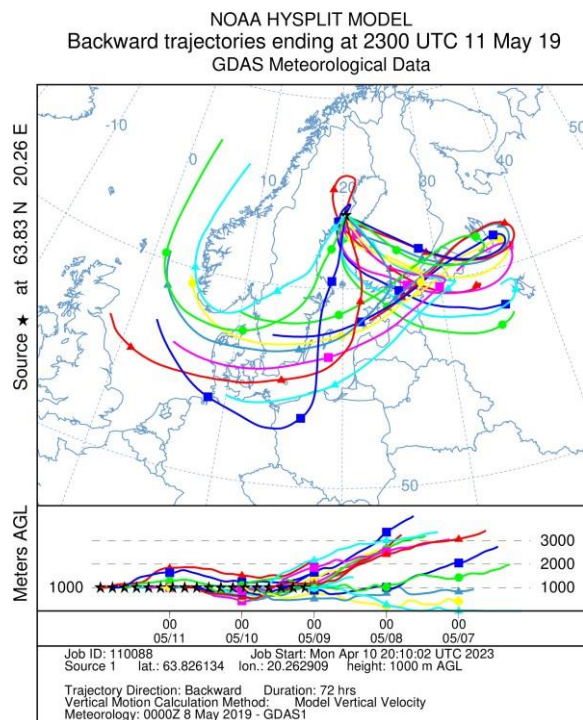 NOAA HYSPLIT MODEL
Backward trajectories ending at 2300 UTC 11 May 19
GDAS Meteorological Data
Source ★ at 63.83 N 20.26 E
-10
0
10
20
30
40
50
50
Meters AGL
3000
2000
1000
1000
00 00 00 00 00
05/11 05/10 05/09 05/08 05/07
Job ID: 110088 Job Start: Mon Apr 10 20:10:02 UTC 2023
Source 1 lat.: 63.826134 lon.: 20.262909 height: 1000 m AGL
Trajectory Direction: Backward Duration: 72 hrs
Vertical Motion Calculation Method: Model Vertical Velocity
Meteorology: 0000Z 8 May 2019 - GDAS1